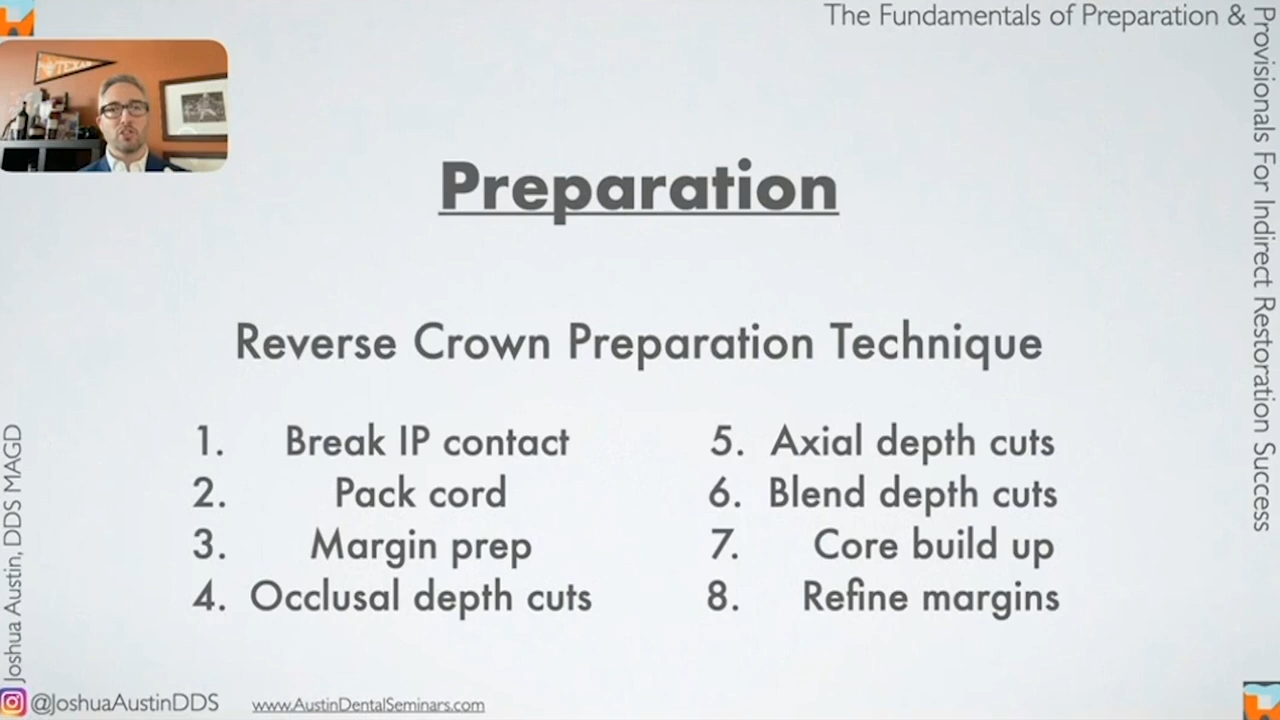 The Fundamentals of Preparation &
Provisionals For Indirect Restoration Success
TEXAS
Preparation
Reverse Crown Preparation Technique
1. Break IP contact
2. Pack cord
3. Margin prep
4. Occlusal depth cuts
5. Axial depth cuts
6. Blend depth cuts
7. Core build up
8. Refine margins
Joshua Austin, DDS MAGD
@JoshuaAustinDDS
www.AustinDentalSeminars.com